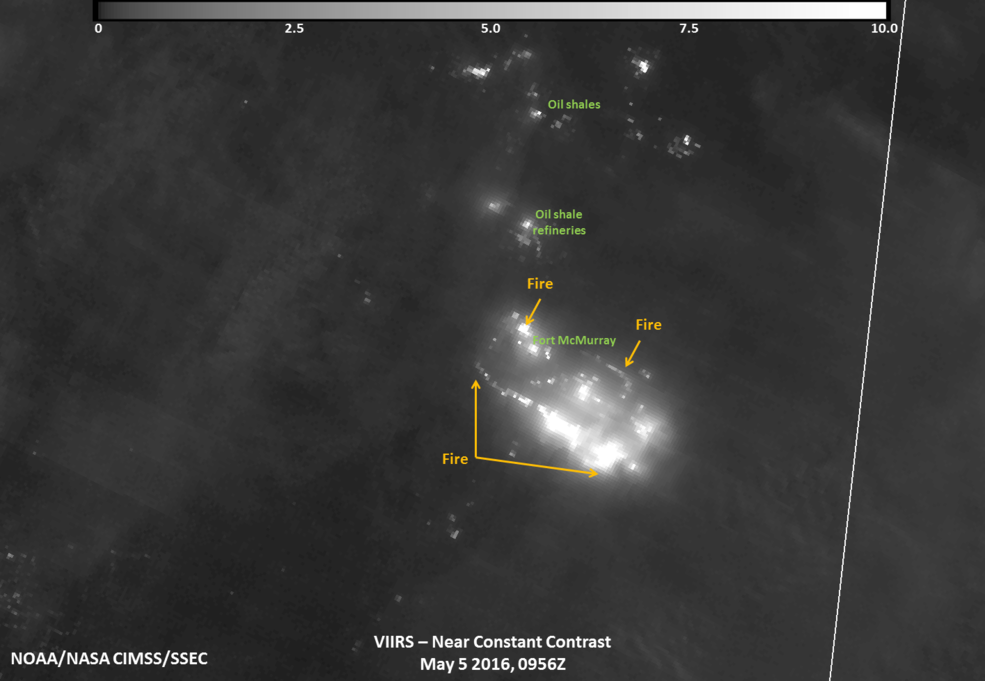 0 2.5 5.0 7.5 10.0
Oil shales
Oil shale
refineries
Fire
Fire
Fort McMurray
Fire
VIIRS – Near Constant Contrast
May 5 2016, 0956Z
NOAA/NASA CIMSS/SSEC